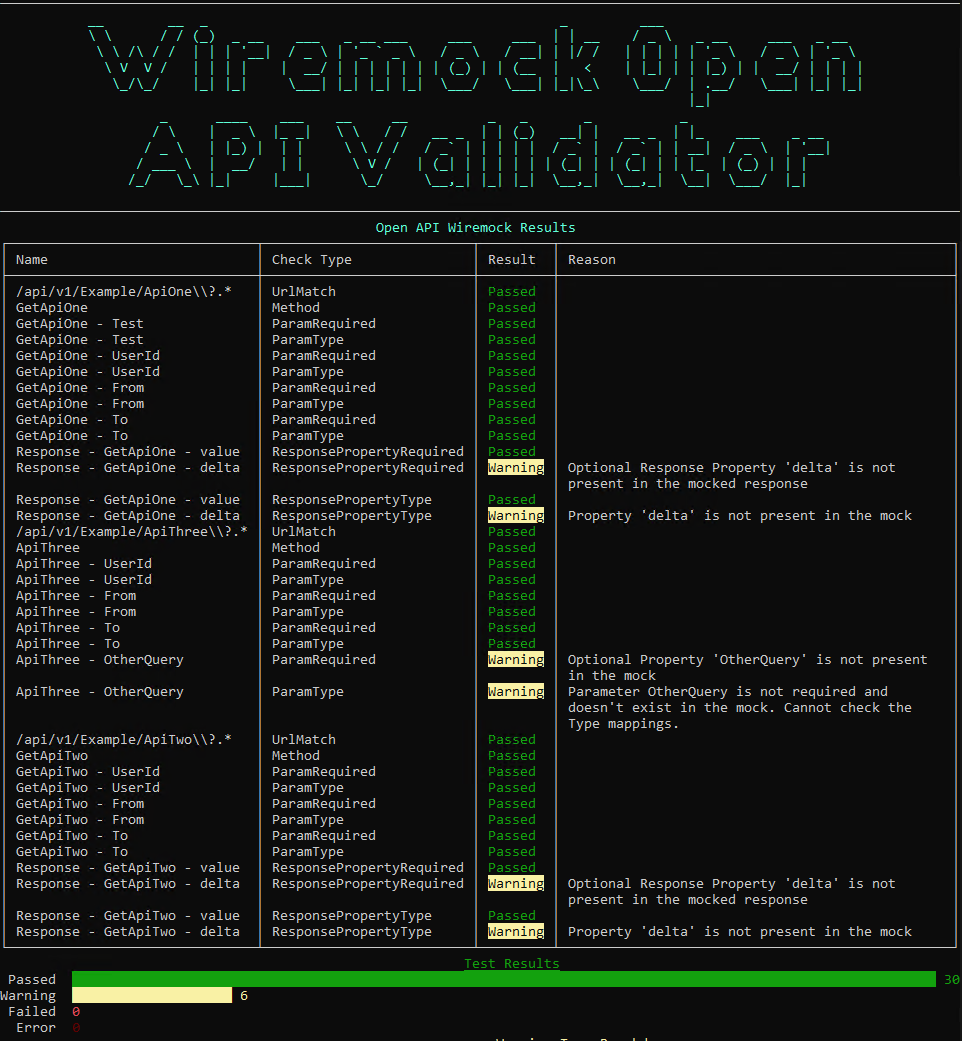 Wiremock Open
API Validator
Open API Wiremock Results
Name Check Type Result Reason
/api/v1/Example/ApiOne\\?.* UrlMatch Passed
GetApiOne Method Passed
GetApiOne - Test ParamRequired Passed
GetApiOne - Test ParamType Passed
GetApiOne - UserId ParamRequired Passed
GetApiOne - UserId ParamType Passed
GetApiOne - From ParamRequired Passed
GetApiOne - From ParamType Passed
GetApiOne - To ParamRequired Passed
GetApiOne - To ParamType Passed
Response - GetApiOne - value ResponsePropertyRequired Passed
Response - GetApiOne - delta ResponsePropertyRequired Warning Optional Response Property 'delta' is not
present in the mocked response
Response - GetApiOne - value ResponsePropertyType Passed
Response - GetApiOne - delta ResponsePropertyType Warning Property 'delta' is not present in the mock
/api/v1/Example/ApiThree\\?.* UrlMatch Passed
ApiThree Method Passed
ApiThree - UserId ParamRequired Passed
ApiThree - UserId ParamType Passed
ApiThree - From ParamRequired Passed
ApiThree - From ParamType Passed
ApiThree - To ParamRequired Passed
ApiThree - To ParamType Passed
ApiThree - OtherQuery ParamRequired Warning Optional Property 'OtherQuery' is not present
in the mock
ApiThree - OtherQuery ParamType Warning Parameter OtherQuery is not required and
doesn't exist in the mock. Cannot check the
Type mappings.
/api/v1/Example/ApiTwo\\?.* UrlMatch Passed
GetApiTwo Method Passed
GetApiTwo - UserId ParamRequired Passed
GetApiTwo - UserId ParamType Passed
GetApiTwo - From ParamRequired Passed
GetApiTwo - From ParamType Passed
GetApiTwo - To ParamRequired Passed
GetApiTwo - To ParamType Passed
Response - GetApiTwo - value ResponsePropertyRequired Passed
Response - GetApiTwo - delta ResponsePropertyRequired Warning Optional Response Property 'delta' is not
present in the mocked response
Response - GetApiTwo - value ResponsePropertyType Passed
Response - GetApiTwo - delta ResponsePropertyType Warning Property 'delta' is not present in the mock
Test Results
Passed 30
Warning 6
Failed 0
Error 0